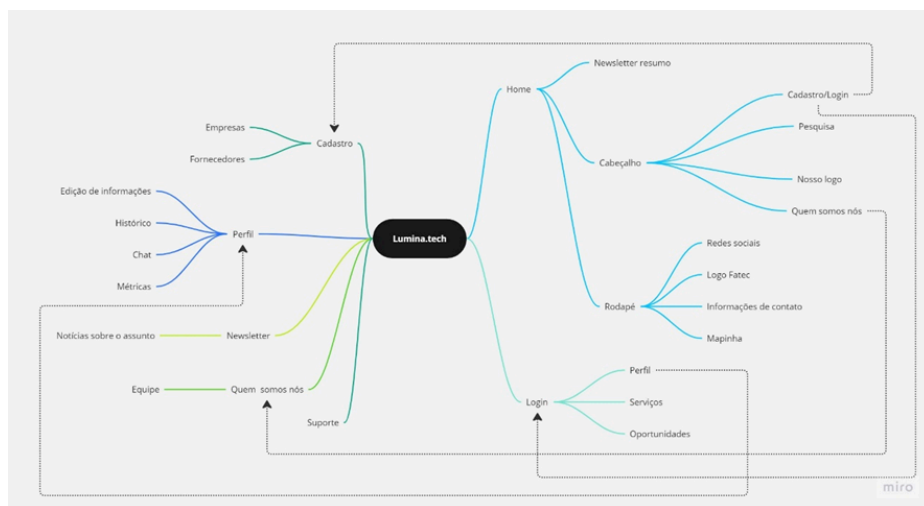 Lumina.tech
Home
Newsletter resumo
Cabeçalho
Cadastro/Login
Pesquisa
Nosso logo
Quem somos nós
Rodapé
Redes sociais
Logo Fatec
Informações de contato
Mapinha
Login
Perfil
Serviços
Oportunidades
Cadastro
Empresas
Fornecedores
Perfil
Edição de informações
Histórico
Chat
Métricas
Newsletter
Notícias sobre o assunto
Quem somos nós
Equipe
Suporte
miro